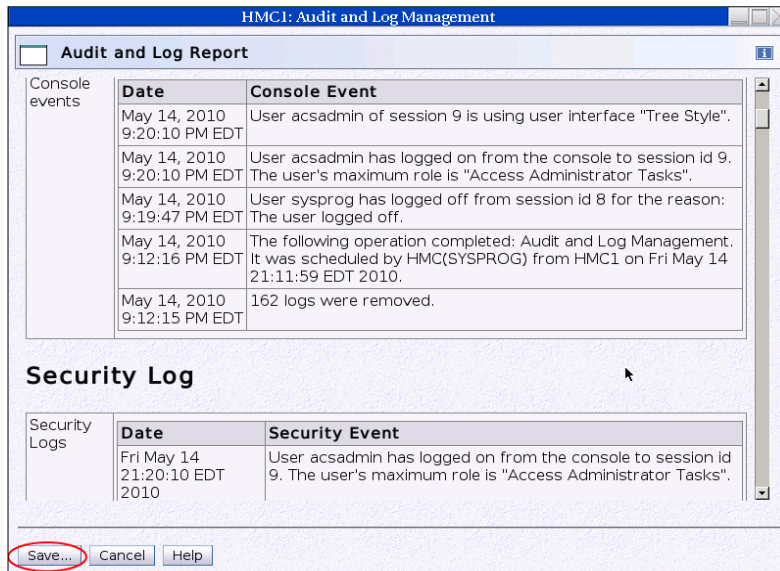 HMC1: Audit and Log Management
Audit and Log Report
Console
events
Date Console Event
May 14, 2010
9:20:10 PM EDT
User acsadmin of session 9 is using user interface "Tree Style".
May 14, 2010
9:20:10 PM EDT
User acsadmin has logged on from the console to session id 9.
The user's maximum role is "Access Administrator Tasks".
May 14, 2010
9:19:47 PM EDT
User sysprog has logged off from session id 8 for the reason:
The user logged off.
May 14, 2010
9:12:16 PM EDT
The following operation completed: Audit and Log Management.
It was scheduled by HMC(SYSPROG) from HMC1 on Fri May 14
21:11:59 EDT 2010.
May 14, 2010
9:12:15 PM EDT
162 logs were removed.
Security Log
Security
Logs
Date Security Event
Fri May 14
21:20:10 EDT
2010
User acsadmin has logged on from the console to session id
9. The user's maximum role is "Access Administrator Tasks".
Save... Cancel Help